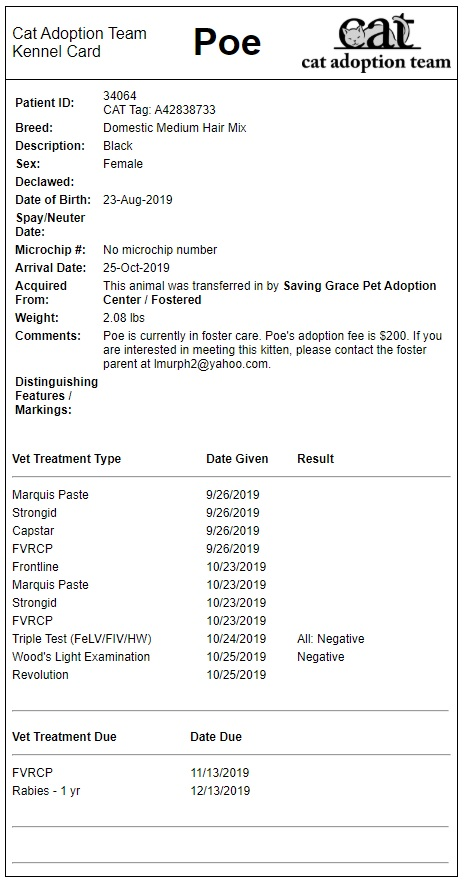 Cat Adoption Team
Kennel Card
Poe
cat
cat adoption team
Patient ID: 34064
CAT Tag: A42838733
Breed: Domestic Medium Hair Mix
Description: Black
Sex: Female
Declawed:
Date of Birth: 23-Aug-2019
Spay/Neuter
Date:
Microchip #: No microchip number
Arrival Date: 25-Oct-2019
Acquired From: This animal was transferred in by Saving Grace Pet Adoption
Center / Fostered
Weight: 2.08 lbs
Comments: Poe is currently in foster care. Poe's adoption fee is $200. If you
are interested in meeting this kitten, please contact the foster
parent at lmurph2@yahoo.com.
Distinguishing
Features /
Markings:
Vet Treatment Type Date Given Result
Marquis Paste 9/26/2019
Strongid 9/26/2019
Capstar 9/26/2019
FVRCP 9/26/2019
Frontline 10/23/2019
Marquis Paste 10/23/2019
Strongid 10/23/2019
FVRCP 10/23/2019
Triple Test (FeLV/FIV/HW) 10/24/2019 All: Negative
Wood's Light Examination 10/25/2019 Negative
Revolution 10/25/2019
Vet Treatment Due Date Due
FVRCP 11/13/2019
Rabies - 1 yr 12/13/2019